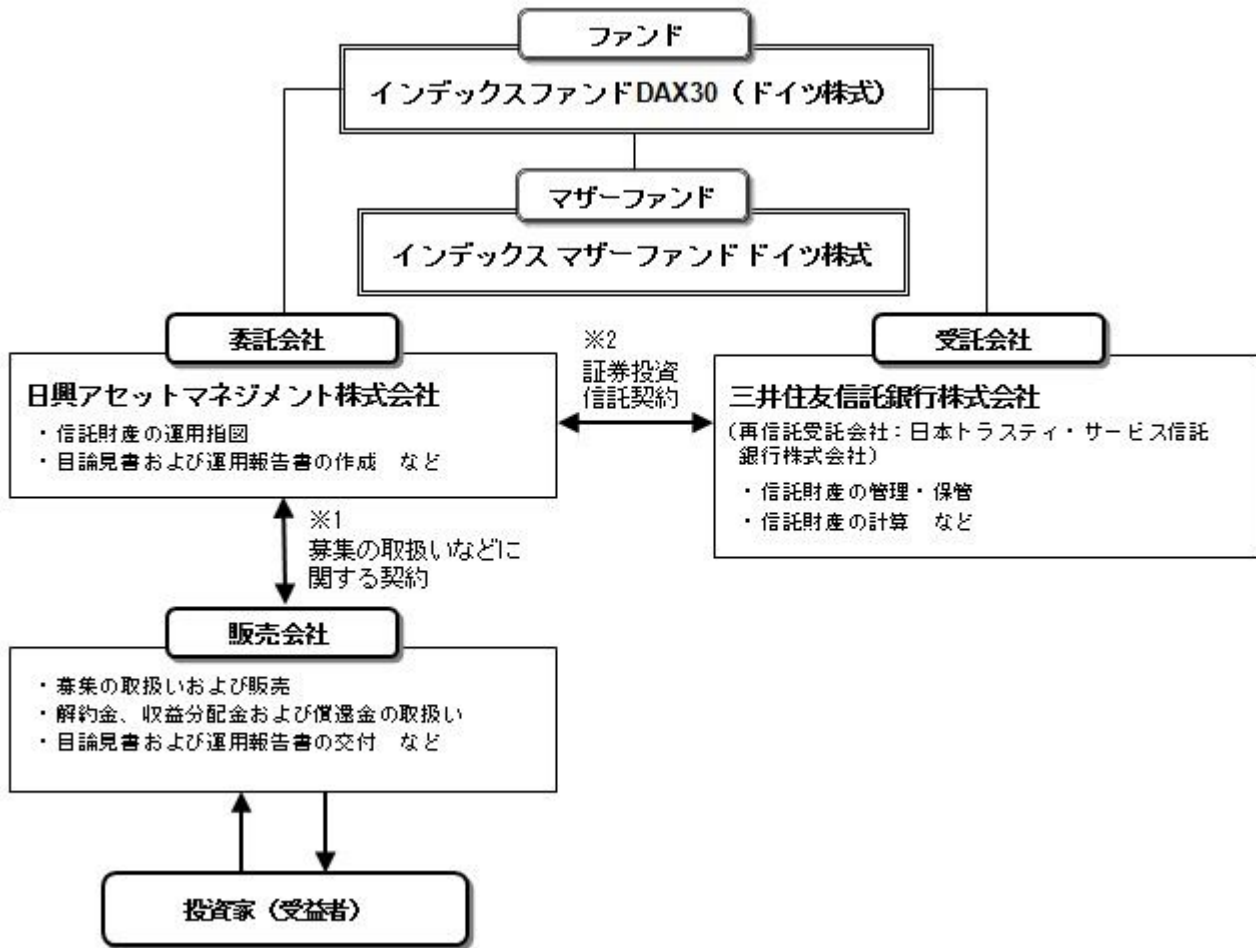 ファンド
インデックスファンドDAX30（ドイツ株式）
マザーファンド
インデックス マザーファンド ドイツ株式
委託会社
日興アセットマネジメント株式会社
・信託財産の運用指図
・目論見書および運用報告書の作成　など
※2
証券投資
信託契約
受託会社
三井住友信託銀行株式会社
（再信託受託会社：日本トラスティ・サービス信託
銀行株式会社）
・信託財産の管理・保管
・信託財産の計算　など
※1
募集の取扱いなどに
関する契約
販売会社
・募集の取扱いおよび販売
・解約金、収益分配金および償還金の取扱い
・目論見書および運用報告書の交付　など
投資家（受益者）